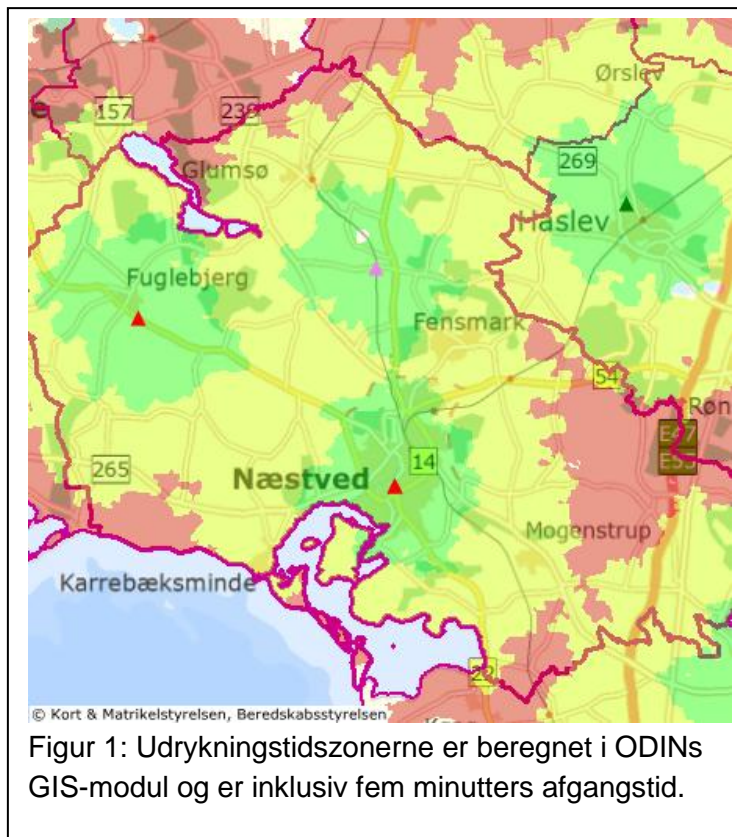 Ørslev
157
239
Glumsø
269
Haslev
Fuglebjerg
Fensmark
54
Røn
E47
E55
265
Næstved
14
Mogenstrup
Karrebæksminde
22
© Kort & Matrikelstyrelsen, Beredskabsstyrelsen
Figur 1: Udrykningstidszonerne er beregnet i ODINs
GIS-modul og er inklusiv fem minutters afgangstid.